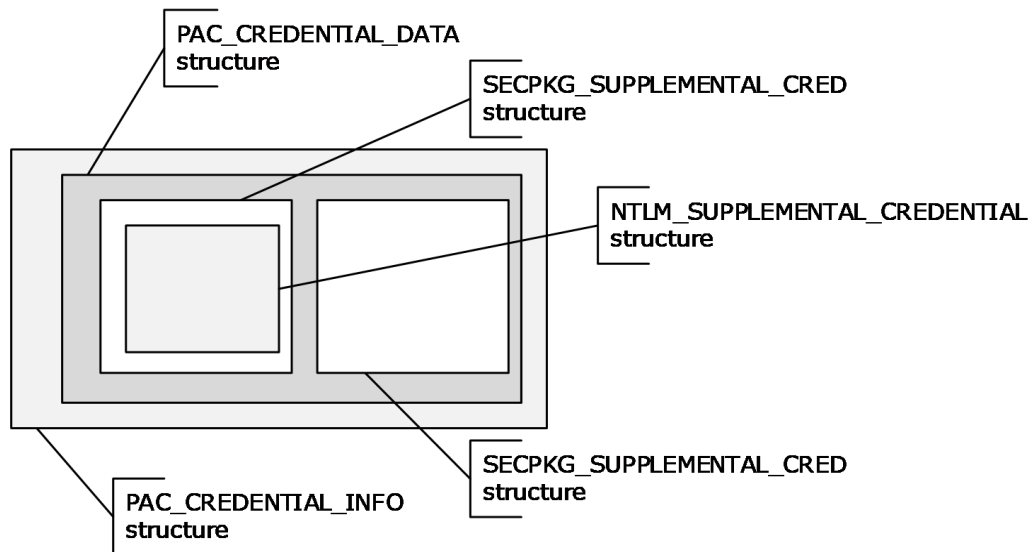 PAC_CREDENTIAL_DATA
structure
SECPKG_SUPPLEMENTAL_CRED
structure
NTLM_SUPPLEMENTAL_CREDENTIAL
structure
SECPKG_SUPPLEMENTAL_CRED
structure
PAC_CREDENTIAL_INFO
structure